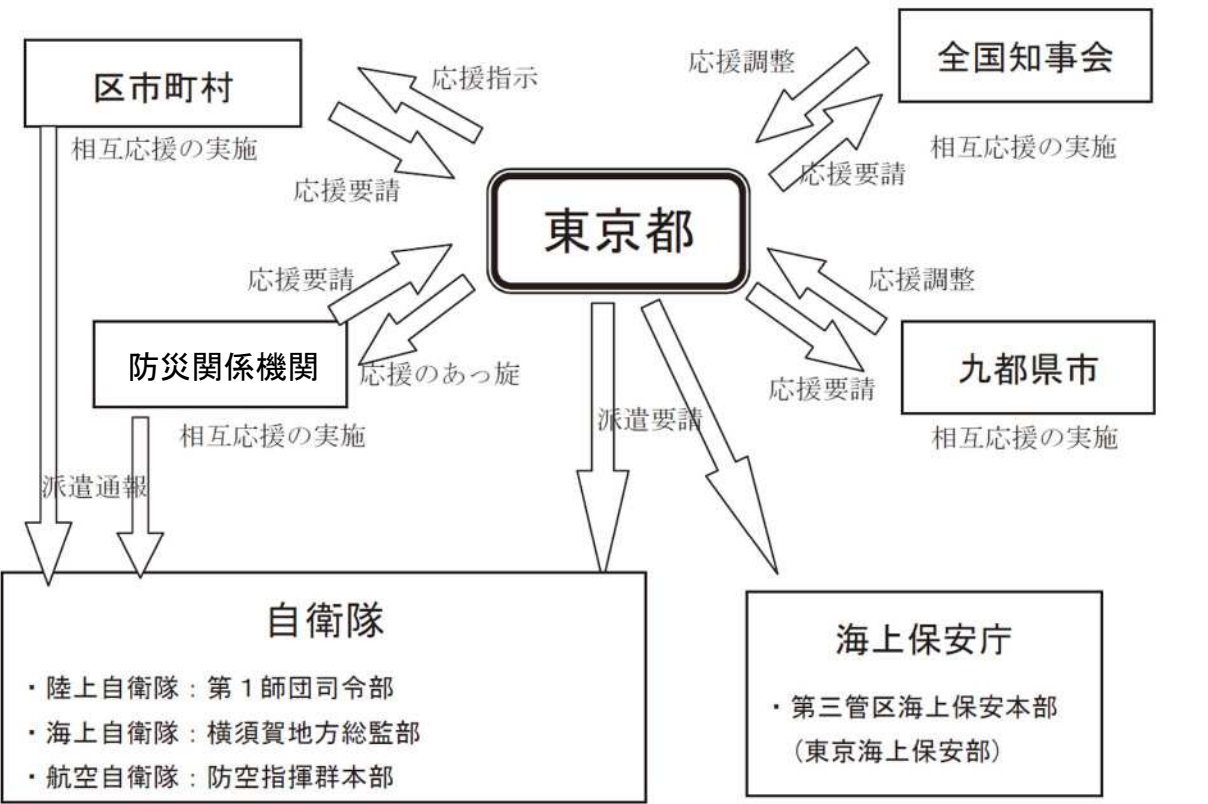 区市町村
相互応援の実施
応援指示
応援要請
応援調整
全国知事会
相互応援の実施
応援要請
東京都
応援要請
防災関係機関
応援のあっ旋
相互応援の実施
応援調整
九都県市
応援要請
相互応援の実施
派遣要請
派遣通報
自衛隊
・陸上自衛隊：第１師団司令部
・海上自衛隊：横須賀地方総監部
・航空自衛隊：防空指揮群本部
海上保安庁
・第三管区海上保安本部
（東京海上保安部）